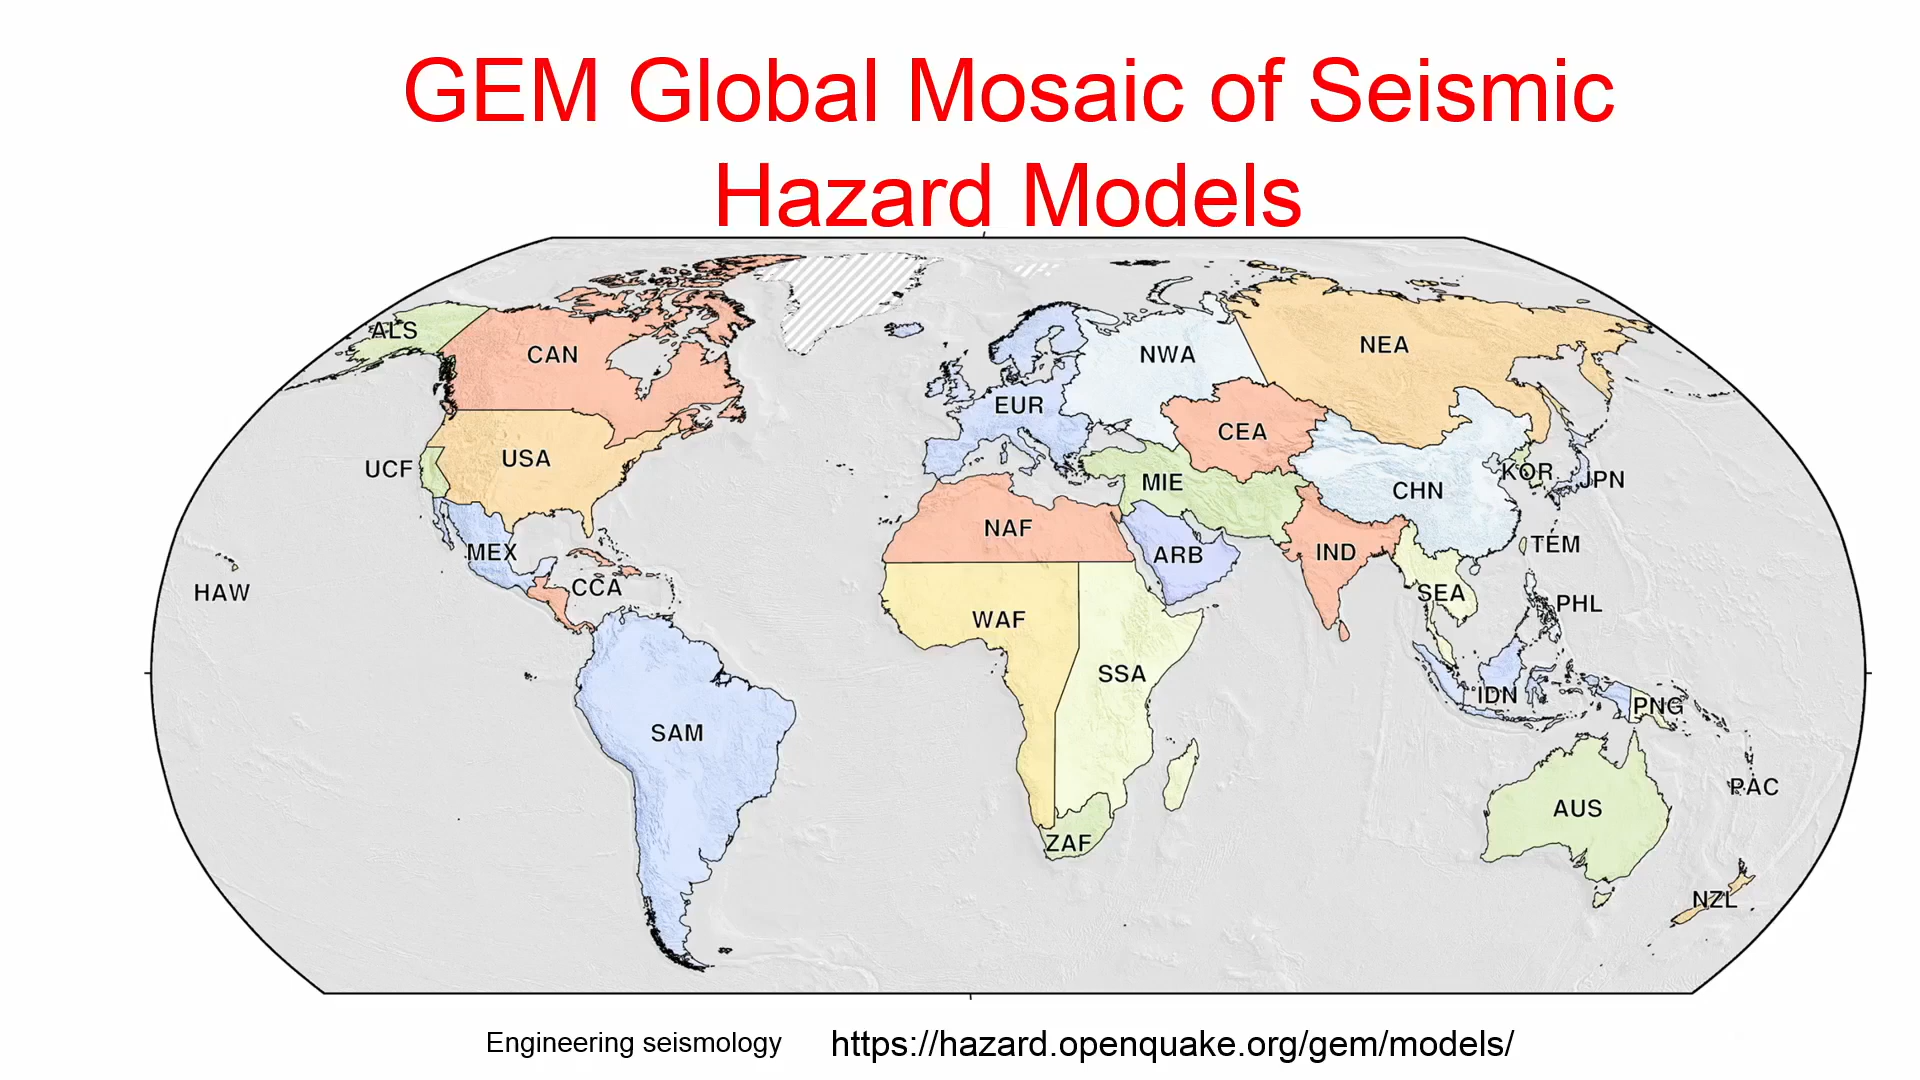 GEM Global Mosaic of Seismic
Hazard Models
ALS
CAN
NWA
NEA
EUR
CEA
UCF
USA
MIE
CHN
KOR
JPN
NAF
ARB
IND
TEM
MEX
HAW
CCA
SEA
PHL
WAF
SSA
IDN
PNG
SAM
PAC
AUS
ZAF
NZL
Engineering seismology
https://hazard.openquake.org/gem/models/